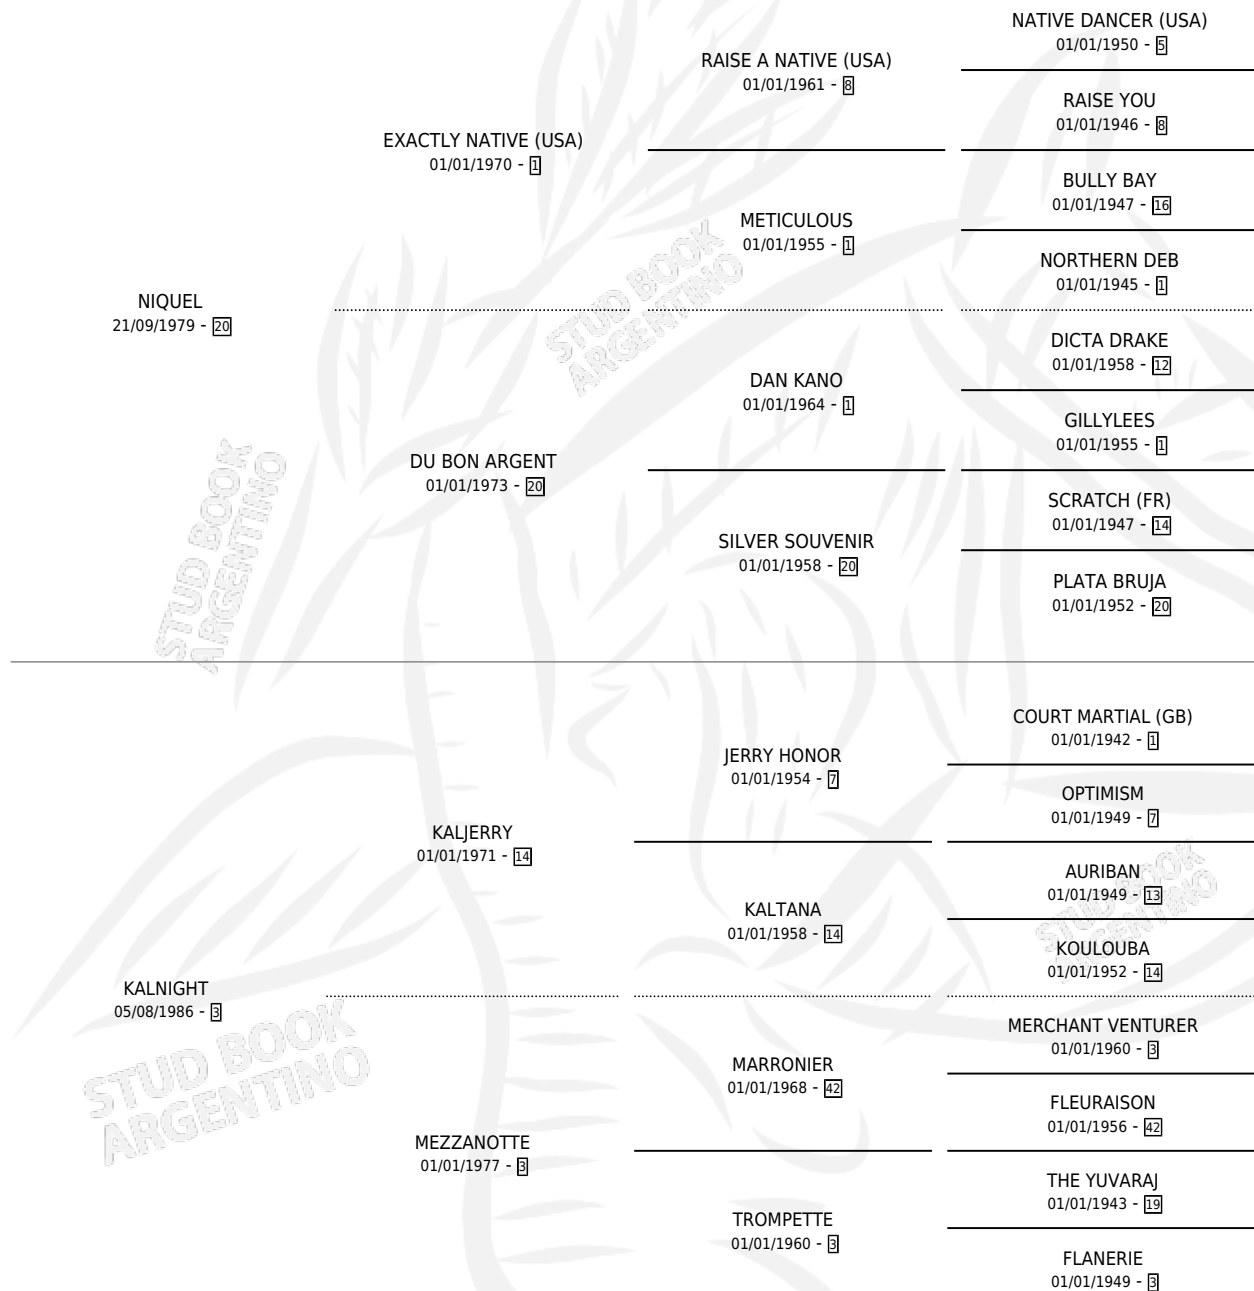 NATIVE DANCER (USA)
01/01/1950 - 5
RAISE A NATIVE (USA)
01/01/1961 - 8
RAISE YOU
01/01/1946 - 8
EXACTLY NATIVE (USA)
01/01/1970 - 1
BULLY BAY
01/01/1947 - 16
METICULOUS
01/01/1955 - 1
NORTHERN DEB
01/01/1945 - 1
NIQUEL
21/09/1979 - 20
DICTA DRAKE
01/01/1958 - 12
DAN KANO
01/01/1964 - 1
GILLYLEES
01/01/1955 - 1
DU BON ARGENT
01/01/1973 - 20
SCRATCH (FR)
01/01/1947 - 14
SILVER SOUVENIR
01/01/1958 - 20
PLATA BRUJA
01/01/1952 - 20
STUD BOOK
ARGENTINO
STUD BOOK
ARGENTINO
COURT MARTIAL (GB)
01/01/1942 - 1
JERRY HONOR
01/01/1954 - 7
OPTIMISM
01/01/1949 - 7
KALJERRY
01/01/1971 - 14
AURIBAN
01/01/1949 - 13
KALTANA
01/01/1958 - 14
KOULOUBA
01/01/1952 - 14
STUD BOOK
ARGENTINO
KALNIGHT
05/08/1986 - 3
MERCHANT VENTURER
01/01/1960 - 3
MARRONIER
01/01/1968 - 42
FLEURAISON
01/01/1956 - 42
MEZZANOTTE
01/01/1977 - 3
THE YUVARAJ
01/01/1943 - 19
TROMPETTE
01/01/1960 - 3
FLANERIE
01/01/1949 - 3
STUD BOOK
ARGENTINO